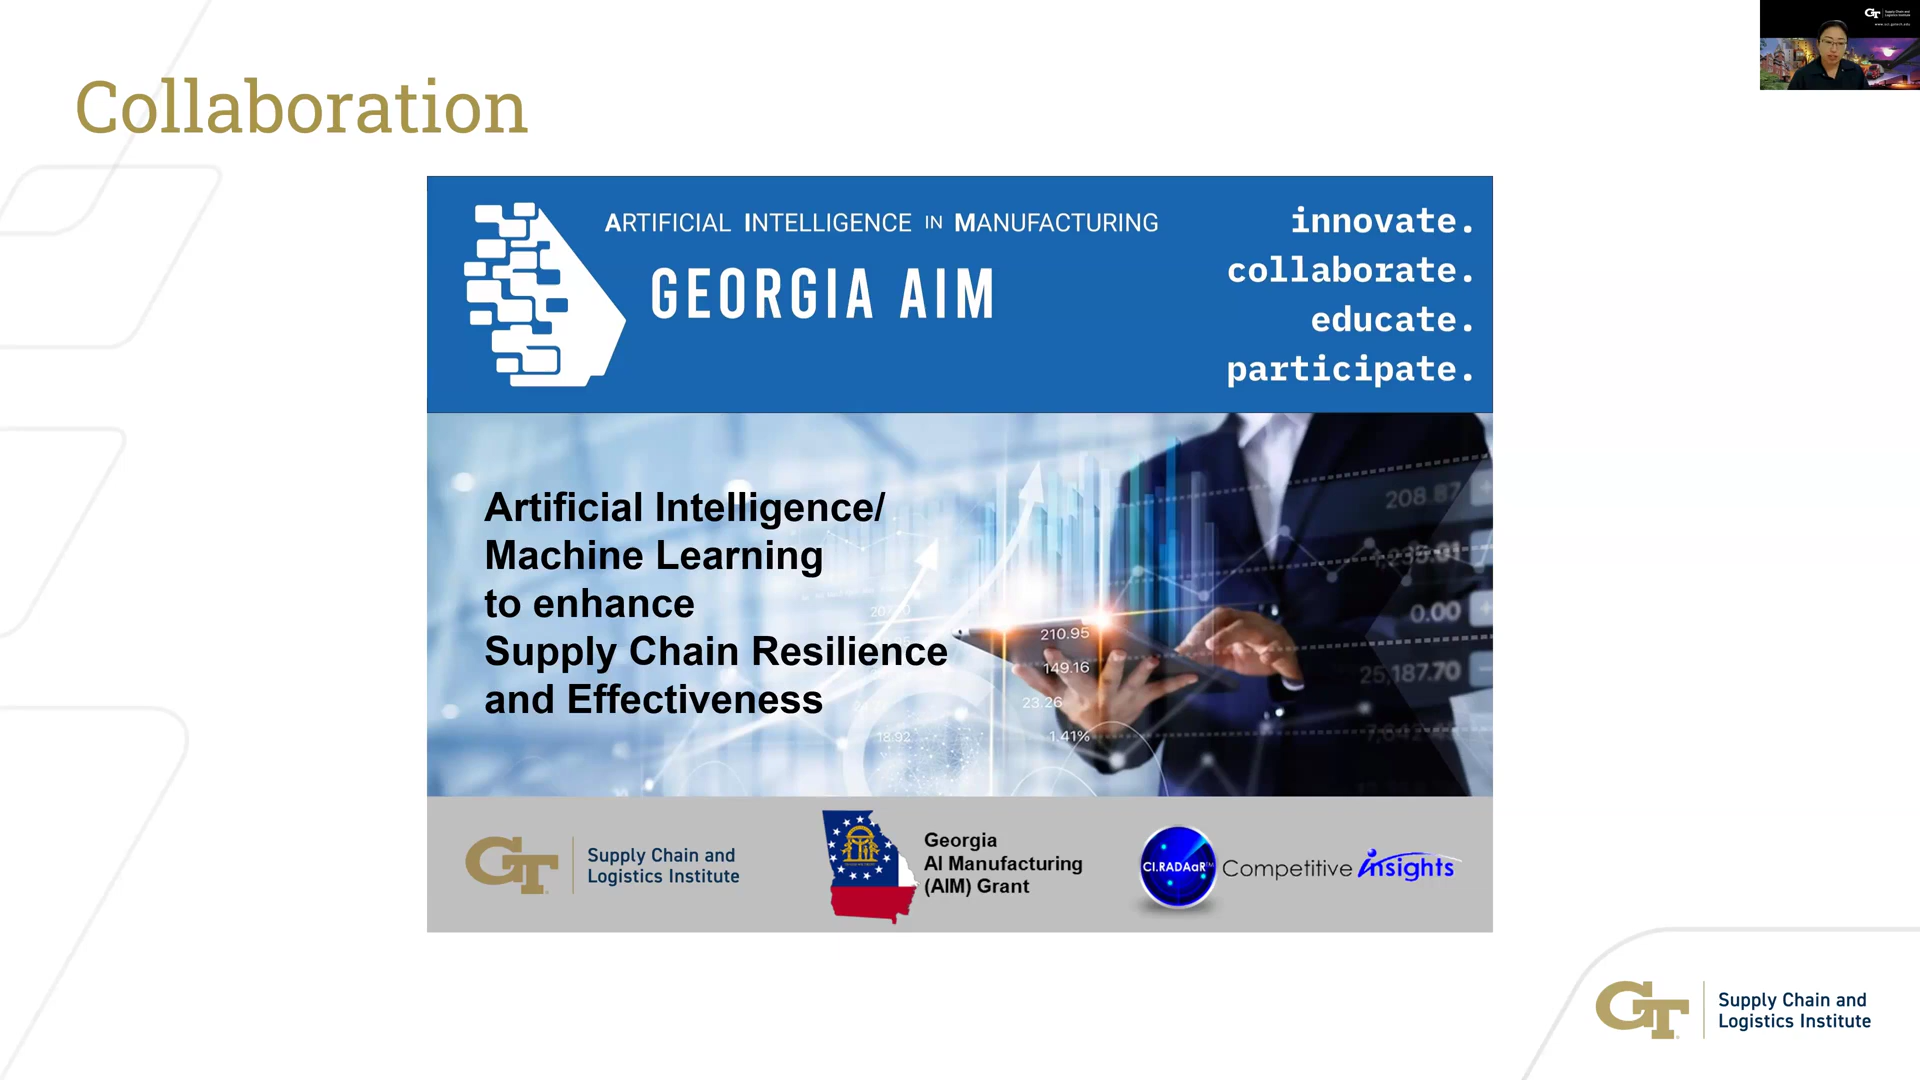 Collaboration
ARTIFICIAL INTELLIGENCE IN MANUFACTURING
GEORGIA AIM
innovate.
collaborate.
educate.
participate.
Artificial Intelligence/
Machine Learning
to enhance
Supply Chain Resilience
and Effectiveness
208.87
0.00
25,187.70
210.95
149.16
23.26
18.92
1.41%
GT
Supply Chain and
Logistics Institute
Georgia
AI Manufacturing
(AIM) Grant
CI.RADAaR™
Competitive insights
GT
Supply Chain and
Logistics Institute